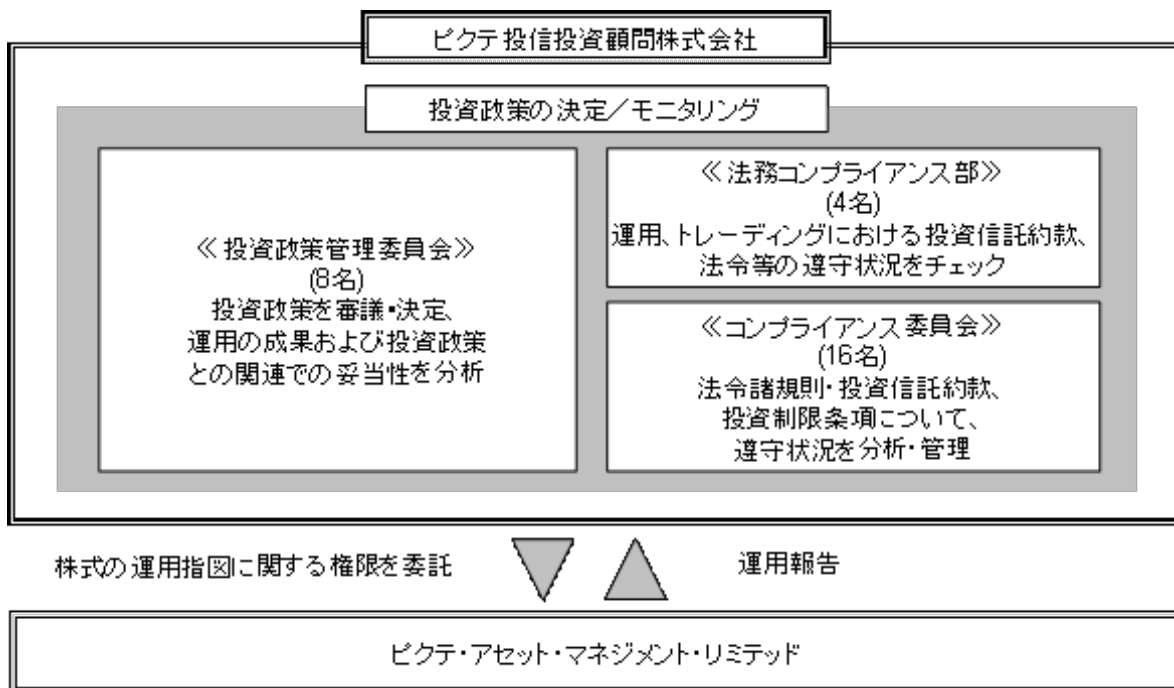 ピクテ投信投資顧問株式会社
投資政策の決定／モニタリング
≪投資政策管理委員会≫
(8名)
投資政策を審議・決定、
運用の成果および投資政策
との関連での妥当性を分析
≪法務コンプライアンス部≫
(4名)
運用、トレーディングにおける投資信託約款、
法令等の遵守状況をチェック
≪コンプライアンス委員会≫
(16名)
法令諸規則・投資信託約款、
投資制限条項について、
遵守状況を分析・管理
株式の運用指図に関する権限を委託
運用報告
ピクテ・アセット・マネジメント・リミテッド